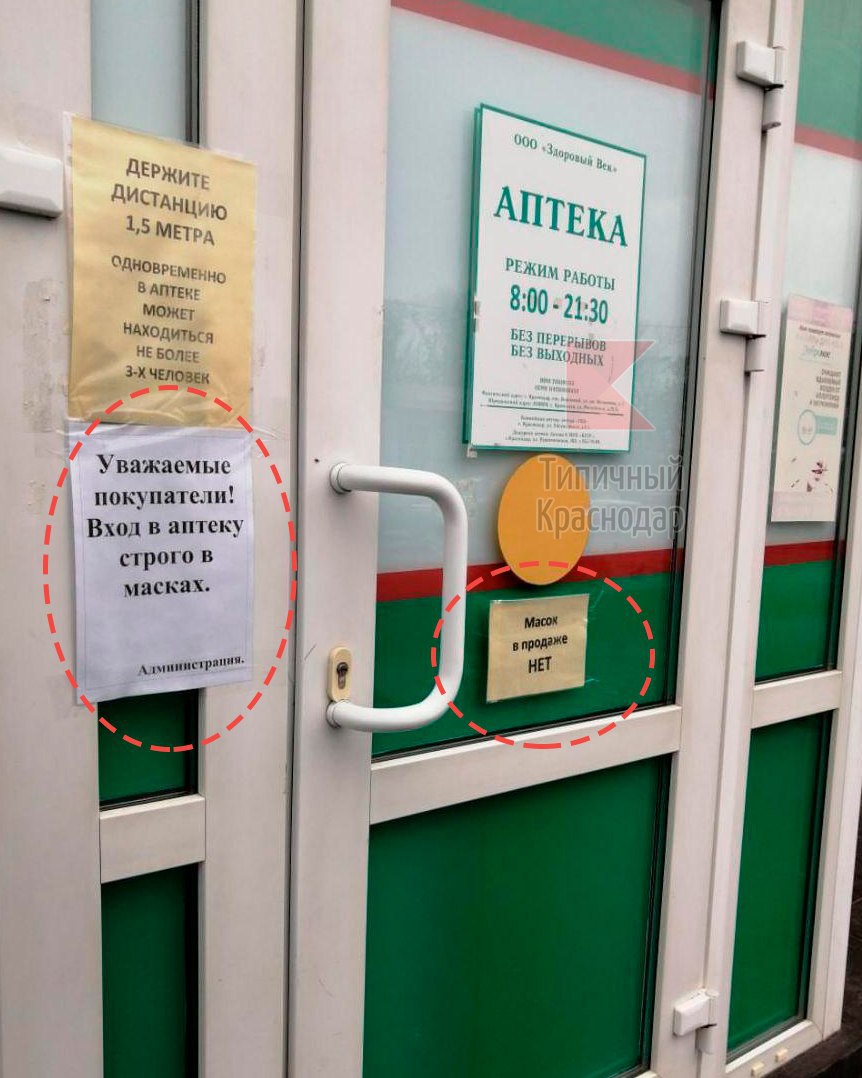 ДЕРЖИТЕ
ДИСТАНЦИЮ
1,5 МЕТРА
ОДНОВРЕМЕННО
В АПТЕКЕ
МОЖЕТ
НАХОДИТЬСЯ
НЕ БОЛЕЕ
3-Х ЧЕЛОВЕК
Уважаемые
покупатели!
Вход в аптеку
строго в
масках.
Администрация.
ООО «Здоровый Век»
АПТЕКА
РЕЖИМ РАБОТЫ
8:00 - 21:30
БЕЗ ПЕРЕРЫВОВ
БЕЗ ВЫХОДНЫХ
Типичный
Краснодар
Масок
в продаже
НЕТ